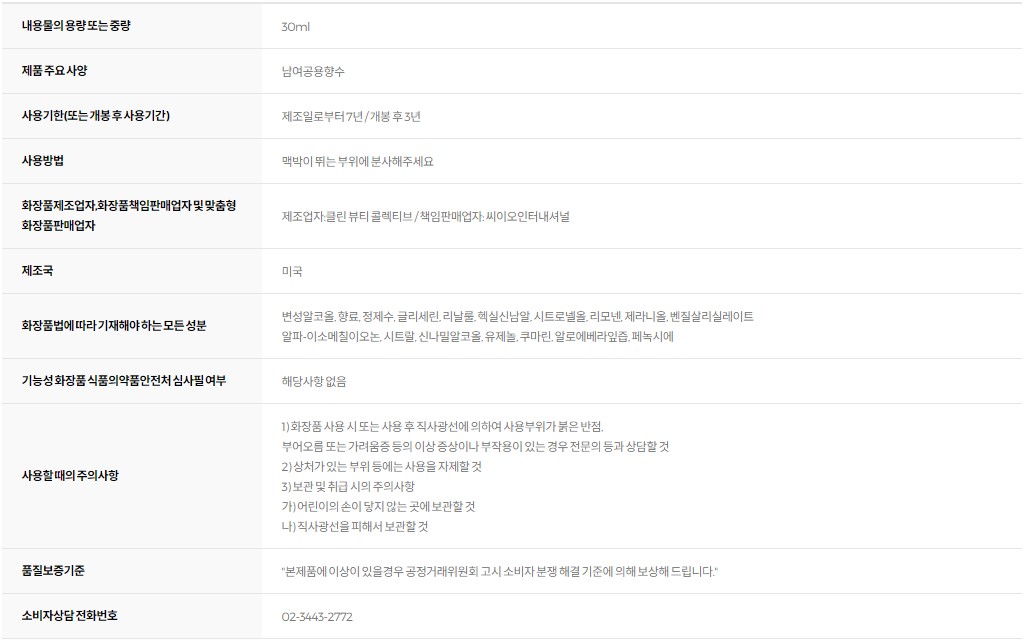 내용물의 용량 또는 중량
30ml
제품 주요 사양
남여공용향수
사용기한(또는 개봉 후 사용기간)
제조일로부터 7년 / 개봉 후 3년
사용방법
맥박이 뛰는 부위에 분사해주세요
화장품제조업자,화장품책임판매업자 및 맞춤형
화장품판매업자
제조업자:클린 뷰티 콜렉티브 / 책임판매업자: 씨이오인터내셔널
제조국
미국
화장품법에 따라 기재해야 하는 모든 성분
변성알코올, 향료, 정제수, 글리세린, 리날룰, 헥실신남알, 시트로넬올, 리모넨, 제라니올, 벤질살리실레이트
알파-이소메칠이오논, 시트랄, 신나밀알코올, 유제놀, 쿠마린, 알로에베라잎즙, 페녹시에
기능성 화장품 식품의약품안전처 심사필 여부
해당사항 없음
사용할 때의 주의사항
1) 화장품 사용 시 또는 사용 후 직사광선에 의하여 사용부위가 붉은 반점,
부어오름 또는 가려움증 등의 이상 증상이나 부작용이 있는 경우 전문의 등과 상담할 것
2) 상처가 있는 부위 등에는 사용을 자제할 것
3) 보관 및 취급 시의 주의사항
가) 어린이의 손이 닿지 않는 곳에 보관할 것
나) 직사광선을 피해서 보관할 것
품질보증기준
"본제품에 이상이 있을경우 공정거래위원회 고시 소비자 분쟁 해결 기준에 의해 보상해 드립니다."
소비자상담 전화번호
02-3443-2772